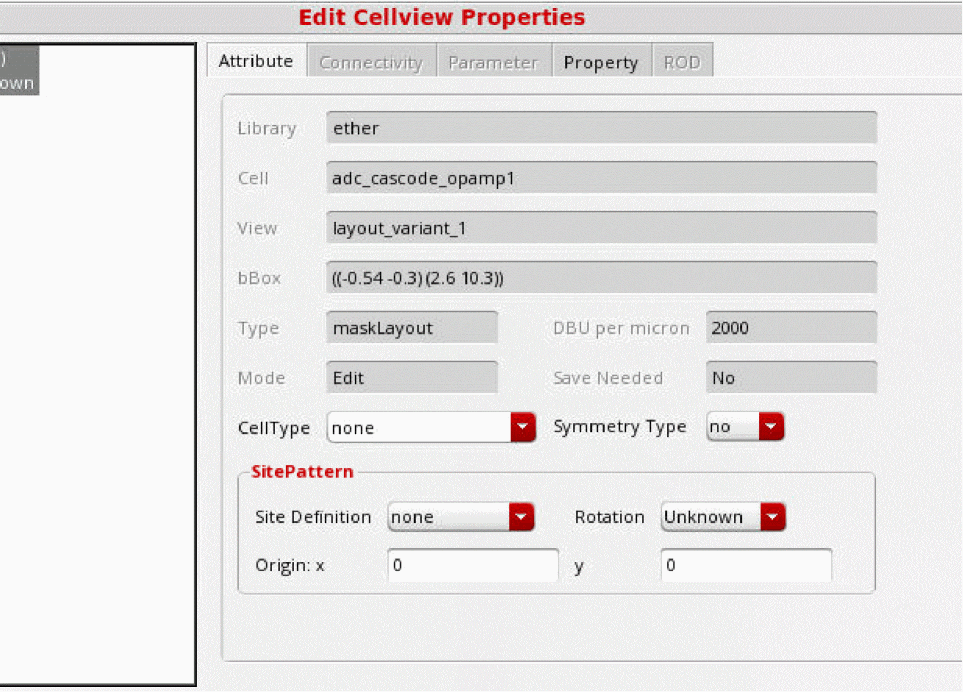 Edit Cellview Properties
)
own
Attribute Connectivity Parameter Property ROD
Library ether
Cell adc_cascode_opamp1
View layout_variant_1
bBox ((-0.54 -0.3) (2.6 10.3))
Type maskLayout DBU per micron 2000
Mode Edit Save Needed No
CellType none Symmetry Type no
SitePattern
Site Definition none Rotation Unknown
Origin: x 0 y 0